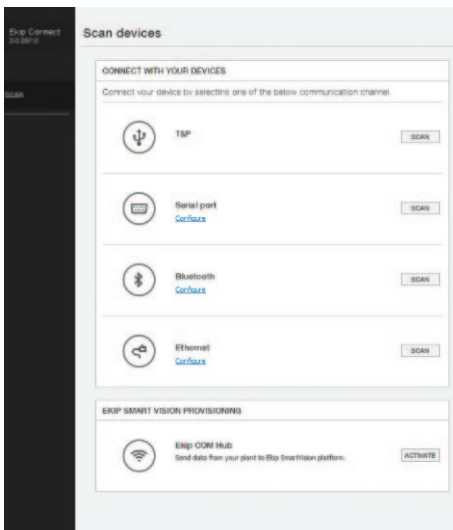 Ekip Connect
Scan devices
CONNECT WITH YOUR DEVICES
Connect your device by selecting one of the below communication channel
Scan
T&P
SCAN
Serial port
Configure
SCAN
Bluetooth
Configure
SCAN
Ethernet
Configure
SCAN
EKIP SMART VISION PROVISIONING
Ekip COM Hub
Send data from your plant to Ekip SmartVision platform.
ACTIVATE